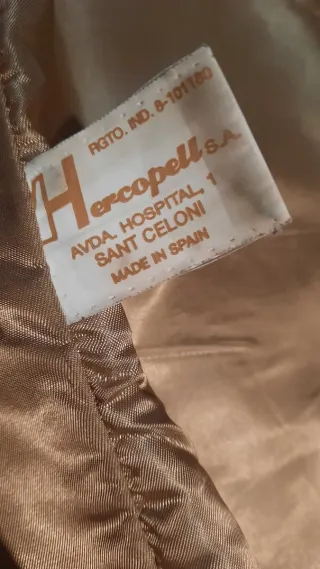 RGTO. IND. 8-101180
Hercopell S.A.
AVDA. HOSPITAL, 1
SANT CELONI
MADE IN SPAIN